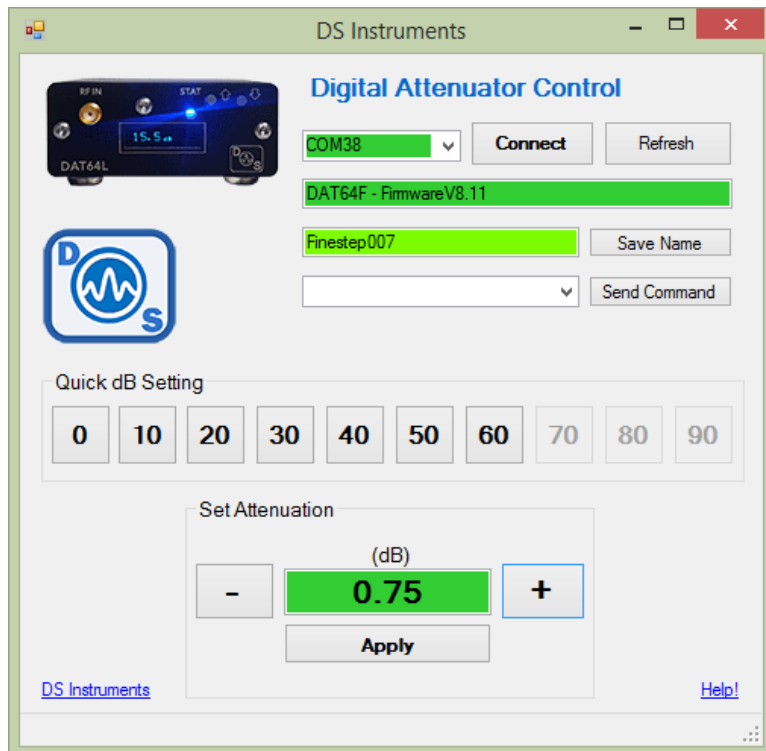 DS Instruments
Digital Attenuator Control
RF IN
STAT
15.5
DAT64L
D S
COM38
Connect
Refresh
DAT64F - FirmwareV8.11
Finestep007
Save Name
Send Command
D
S
Quick dB Setting
0 10 20 30 40 50 60 70 80 90
Set Attenuation
(dB)
- 0.75 +
Apply
DS Instruments
Help!